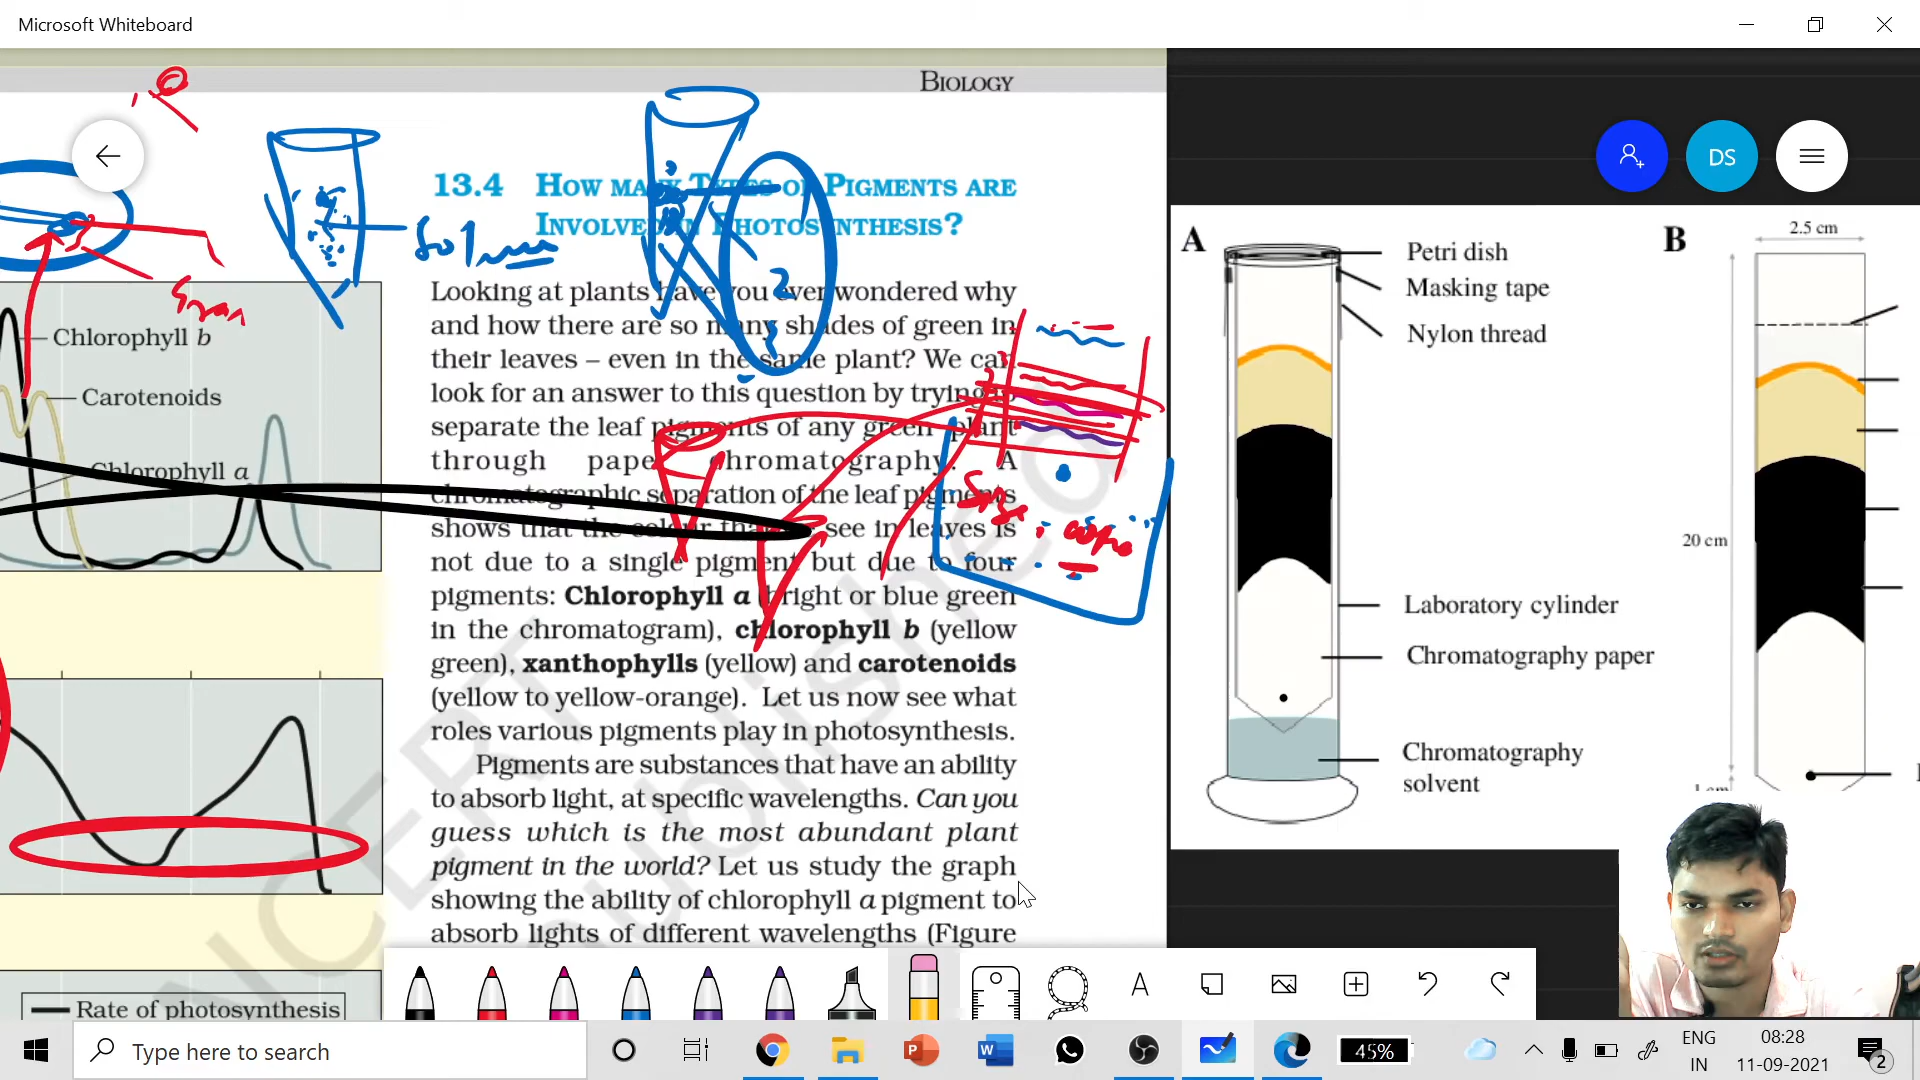 Microsoft Whiteboard
BIOLOGY
DS
13.4 HOW MANY TYPES OF PIGMENTS ARE
INVOLVED IN PHOTOSYNTHESIS?
Looking at plants have you ever wondered why
and how there are so many shades of green in
their leaves – even in the same plant? We can
look for an answer to this question by trying to
separate the leaf pigments of any green plant
through paper chromatography. A
chromatographic separation of the leaf pigments
shows that the colour that we see in leaves is
not due to a single pigment but due to four
pigments: Chlorophyll a (bright or blue green
in the chromatogram), chlorophyll b (yellow
green), xanthophylls (yellow) and carotenoids
(yellow to yellow-orange). Let us now see what
roles various pigments play in photosynthesis.
Pigments are substances that have an ability
to absorb light, at specific wavelengths. Can you
guess which is the most abundant plant
pigment in the world? Let us study the graph
showing the ability of chlorophyll a pigment to
absorb lights of different wavelengths (Figure
Chlorophyll b
Carotenoids
Chlorophyll a
Rate of photosynthesis
2
A
Petri dish
Masking tape
Nylon thread
Laboratory cylinder
Chromatography paper
Chromatography
solvent
B
2.5 cm
20 cm
1 cm
Type here to search
45%
ENG
IN
08:28
11-09-2021
2